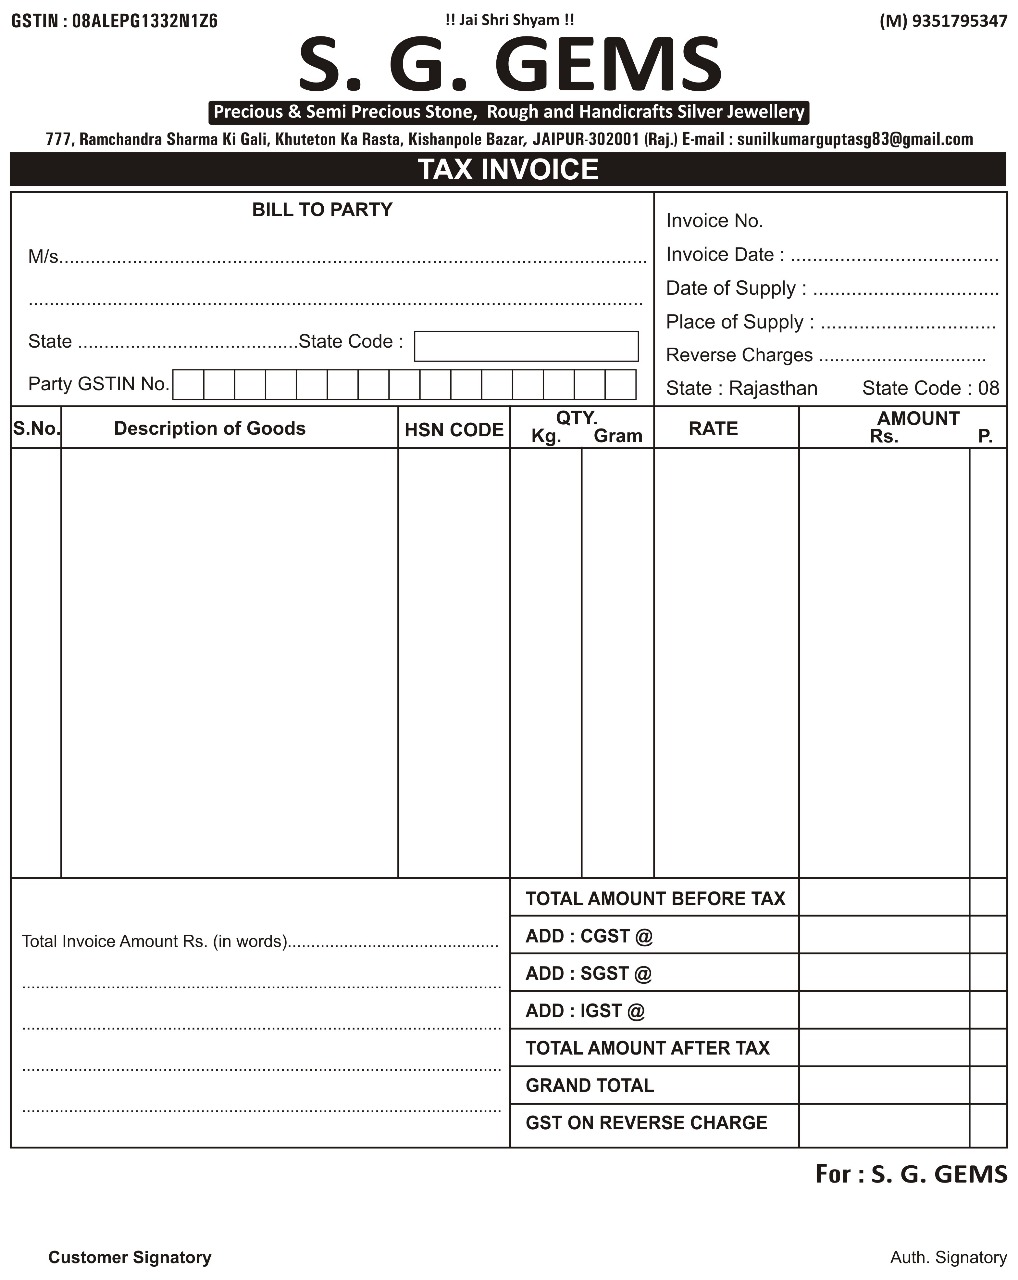 GSTIN : 08ALEPG1332N1Z6 !! Jai Shri Shyam !! (M) 9351795347
S. G. GEMS
Precious & Semi Precious Stone, Rough and Handicrafts Silver Jewellery
777, Ramchandra Sharma Ki Gali, Khuteton Ka Rasta, Kishanpole Bazar, JAIPUR-302001 (Raj.) E-mail : sunilkumarguptasg83@gmail.com
TAX INVOICE
BILL TO PARTY
M/s.
State State Code :
Party GSTIN No.
Invoice No.
Invoice Date :
Date of Supply :
Place of Supply :
Reverse Charges
State : Rajasthan State Code : 08
S.No. Description of Goods HSN CODE QTY. Kg. Gram RATE AMOUNT Rs. P.
TOTAL AMOUNT BEFORE TAX
Total Invoice Amount Rs. (in words)
ADD : CGST @
ADD : SGST @
ADD : IGST @
TOTAL AMOUNT AFTER TAX
GRAND TOTAL
GST ON REVERSE CHARGE
For : S. G. GEMS
Customer Signatory Auth. Signatory